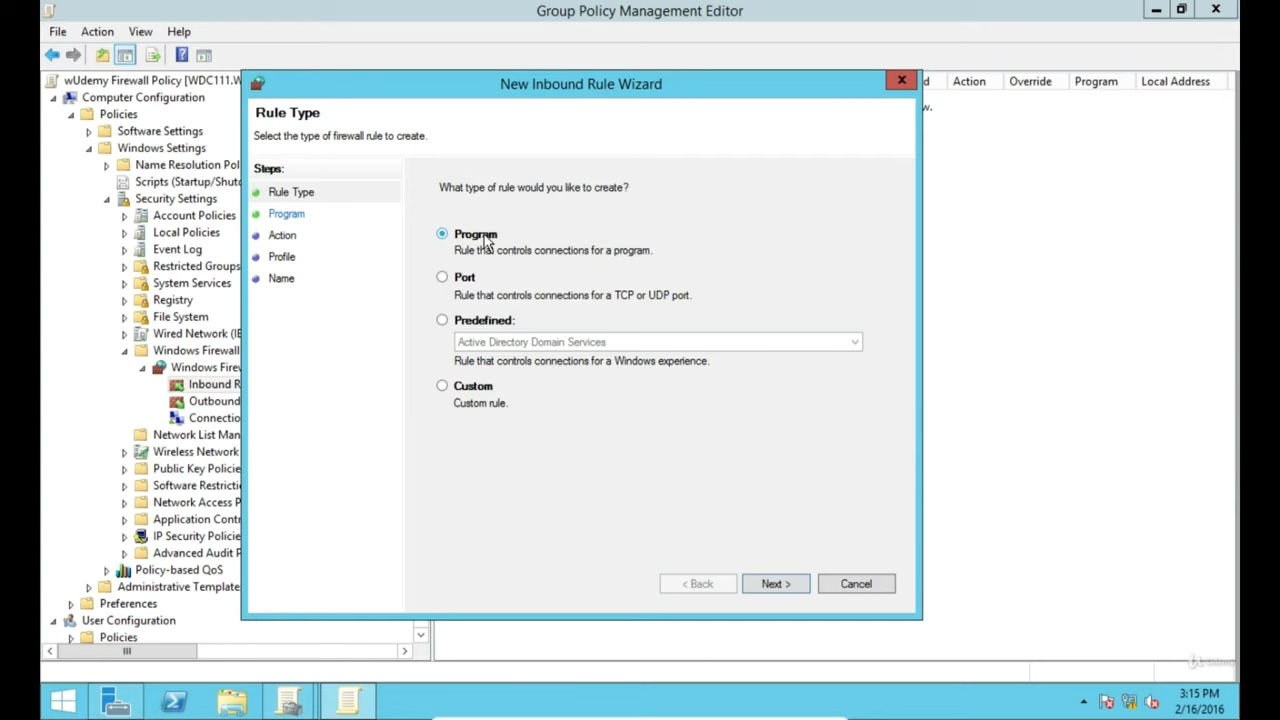 Group Policy Management Editor
File Action View Help
wUdemy Firewall Policy [WDC111.W
Computer Configuration
Policies
Software Settings
Windows Settings
Name Resolution Pol
Scripts (Startup/Shutd
Security Settings
Account Policies
Local Policies
Event Log
Restricted Groups
System Services
Registry
File System
Wired Network (IE
Windows Firewall
Windows Firew
Inbound R
Outbound
Connectio
Network List Man
Wireless Network
Public Key Policie
Software Restricti
Network Access P
Application Contr
IP Security Policie
Advanced Audit P
Policy-based QoS
Administrative Template
Preferences
User Configuration
Policies
d Action Override Program Local Address
w.
New Inbound Rule Wizard
Rule Type
Select the type of firewall rule to create.
Steps:
Rule Type
Program
Action
Profile
Name
What type of rule would you like to create?
Program
Rule that controls connections for a program.
Port
Rule that controls connections for a TCP or UDP port.
Predefined:
Active Directory Domain Services
Rule that controls connections for a Windows experience.
Custom
Custom rule.
< Back Next > Cancel
Udemy
3:15 PM
2/16/2016